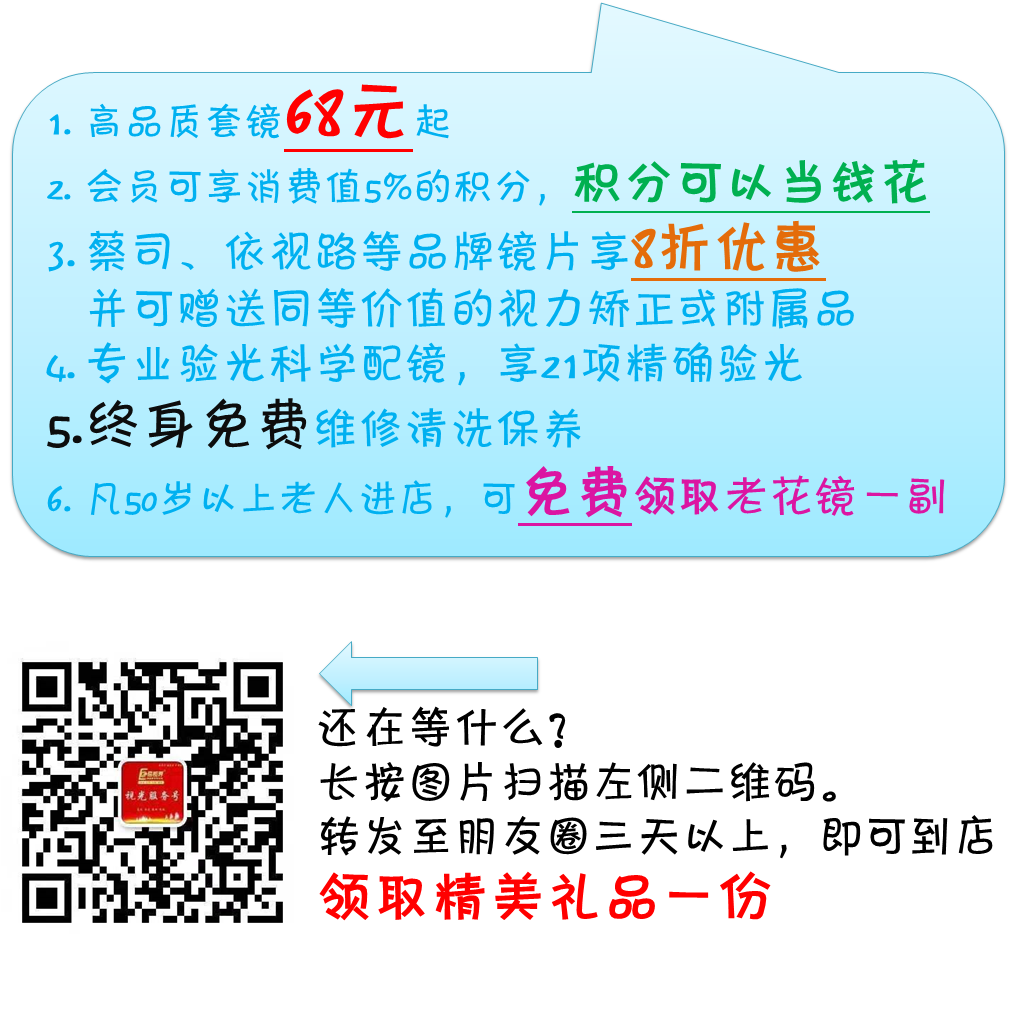 1. 高品质套镜68元起
2. 会员可享消费值5%的积分，积分可以当钱花
3. 蔡司、依视路等品牌镜片享8折优惠
并可赠送同等价值的视力矫正或附属品
4. 专业验光科学配镜，享21项精确验光
5.终身免费维修清洗保养
6. 凡50岁以上老人进店，可免费领取老花镜一副
还在等什么?
长按图片扫描左侧二维码。
转发至朋友圈三天以上，即可到店
领取精美礼品一份
视光服务号